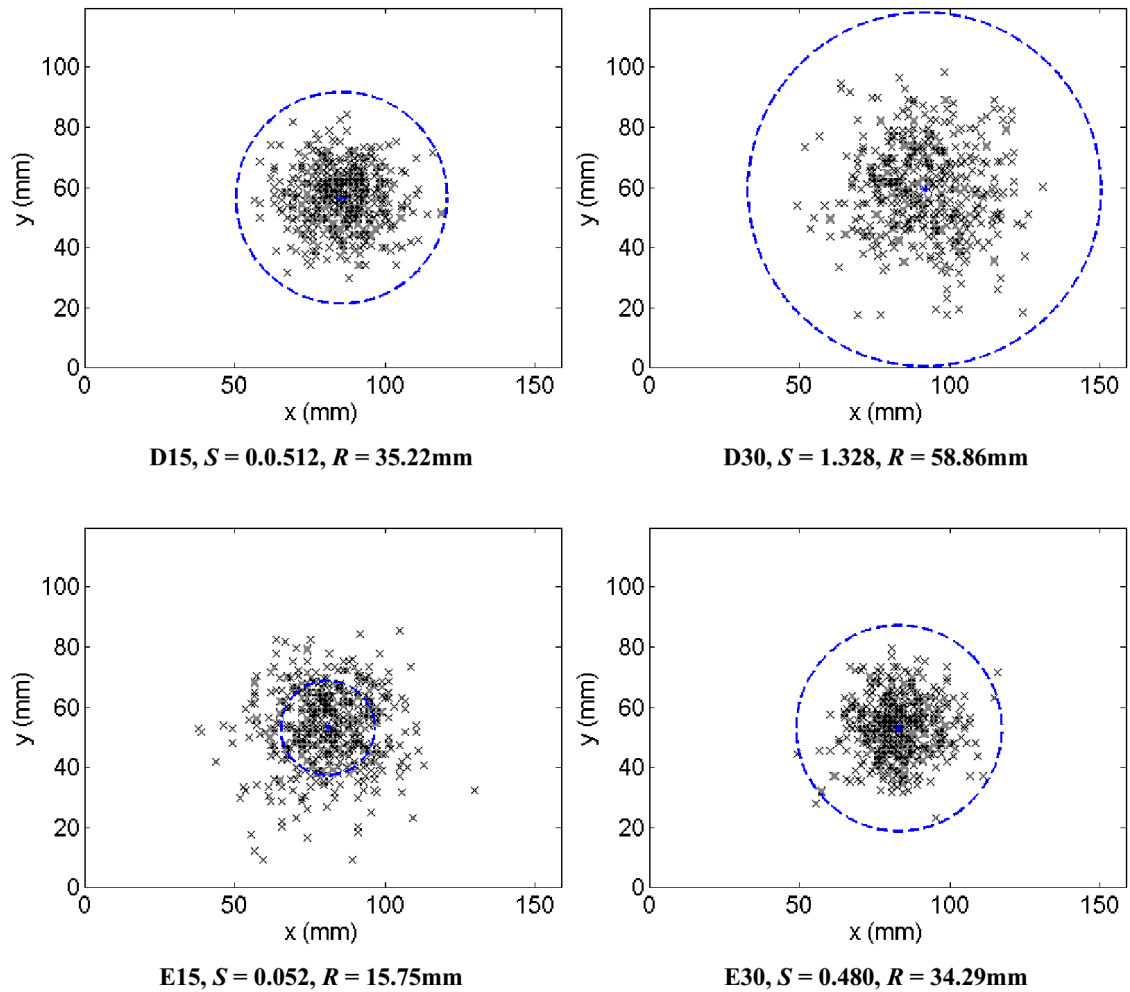 100
80
60
40
20
0
y (mm)
0 50 100 150
x (mm)
D15, S = 0.0.512, R = 35.22mm
100
80
60
40
20
0
y (mm)
0 50 100 150
x (mm)
D30, S = 1.328, R = 58.86mm
100
80
60
40
20
0
y (mm)
0 50 100 150
x (mm)
E15, S = 0.052, R = 15.75mm
100
80
60
40
20
0
y (mm)
0 50 100 150
x (mm)
E30, S = 0.480, R = 34.29mm